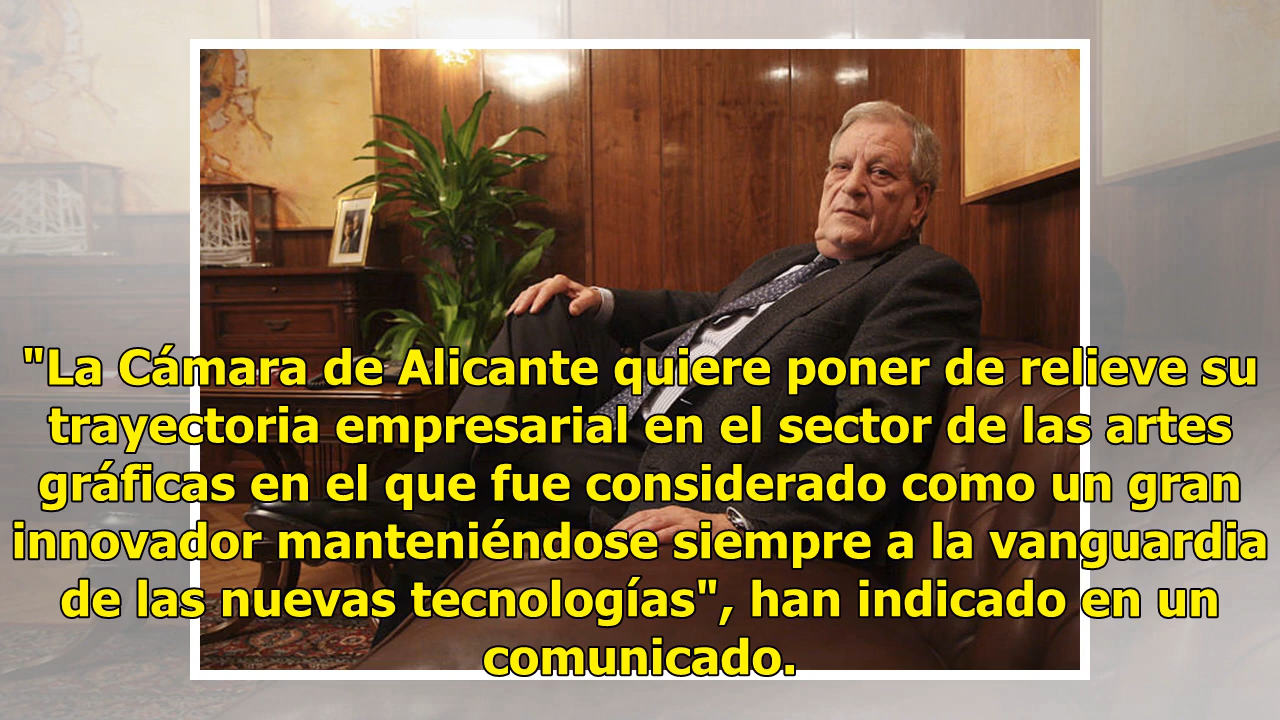 "La Cámara de Alicante quiere poner de relieve su
trayectoria empresarial en el sector de las artes
gráficas en el que fue considerado como un gran
innovador manteniéndose siempre a la vanguardia
de las nuevas tecnologías", han indicado en un
comunicado.